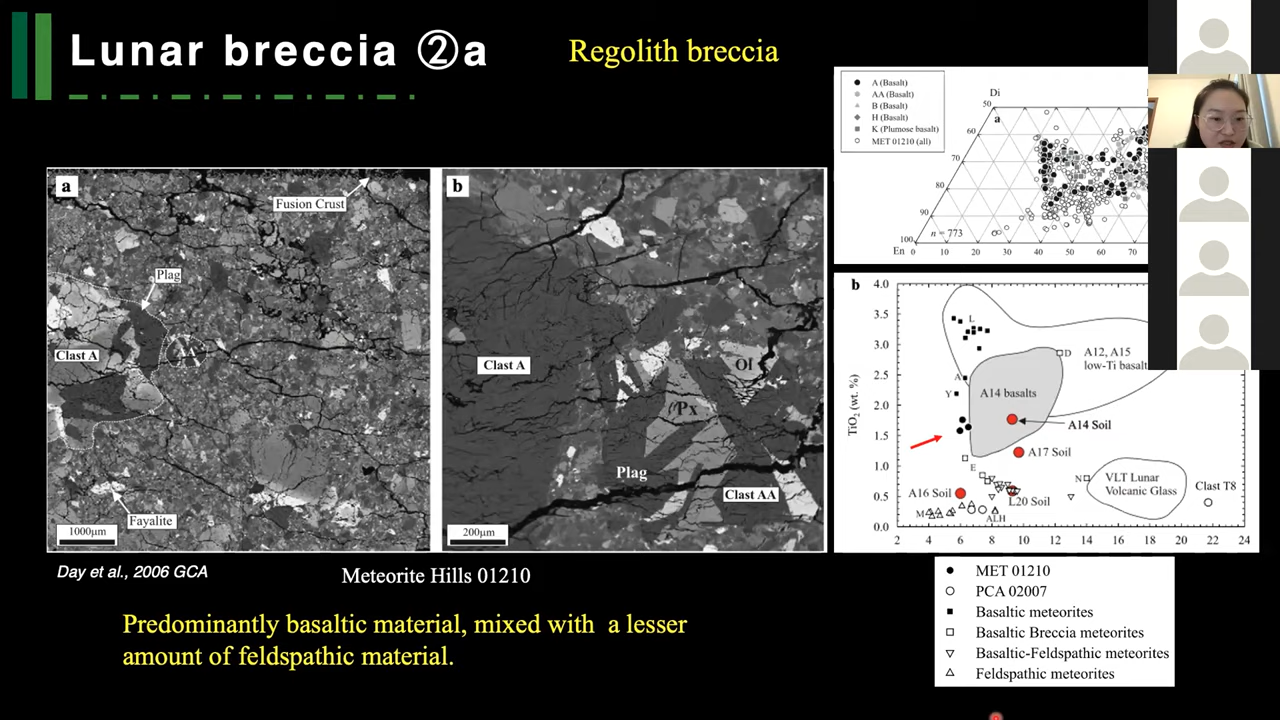 Lunar breccia ②a
Regolith breccia
a
Fusion Crust
Plag
Clast A
AA
Fayalite
1000μm
b
Clast A
Ol
Px
Plag
Clast AA
200μm
Day et al., 2006 GCA
Meteorite Hills 01210
Predominantly basaltic material, mixed with a lesser
amount of feldspathic material.
A (Basalt)
AA (Basalt)
B (Basalt)
H (Basalt)
K (Plumose basalt)
MET 01210 (all)
Di
50
a
60
70
80
90
100
n = 773
En
0 10 20 30 40 50 60 70
b
TiO2 (wt. %)
4.0
3.5
3.0
2.5
2.0
1.5
1.0
0.5
0.0
L
D
A12, A15
low-Ti basalt
A
Y
A14 basalts
A14 Soil
A17 Soil
E
N
VLT Lunar
Volcanic Glass
Clast T8
A16 Soil
L20 Soil
M
ALH
2 4 6 8 10 12 14 16 18 20 22 24
MET 01210
PCA 02007
Basaltic meteorites
Basaltic Breccia meteorites
Basaltic-Feldspathic meteorites
Feldspathic meteorites